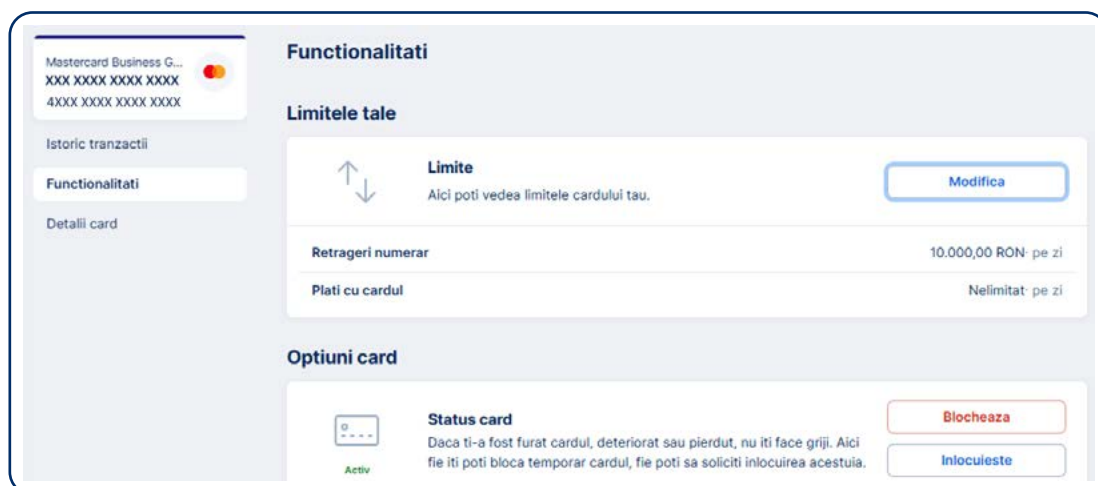 Mastercard Business G...
XXX XXXX XXXX XXXX
4XXX XXXX XXXX XXXX
Istoric tranzactii
Functionalitati
Detalii card
Functionalitati
Limitele tale
Limite
Aici poti vedea limitele cardului tau.
Modifica
Retrageri numerar
10.000,00 RON· pe zi
Plati cu cardul
Nelimitat· pe zi
Optiuni card
Status card
Daca ti-a fost furat cardul, deteriorat sau pierdut, nu iti face griji. Aici
fie iti poti bloca temporar cardul, fie poti sa soliciti inlocuirea acestuia.
Activ
Blocheaza
Inlocuieste